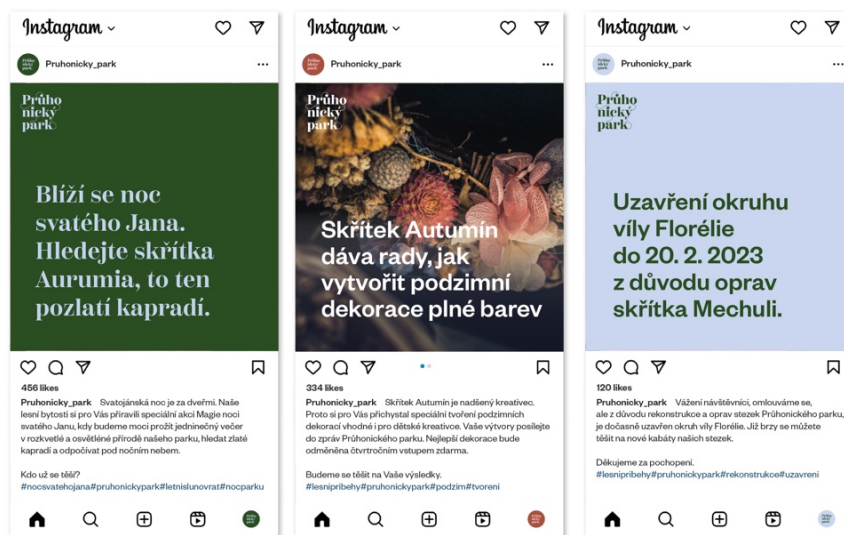 Instagram
Pruhonicky_park
Průho
nický
park
Blíží se noc
svatého Jana.
Hledejte skřítka
Aurumia, to ten
pozlatí kapradí.
456 likes
Pruhonicky_park Svatojánská noc je za dveřmi. Naše
lesní bytosti si pro Vás připravili speciální akci Magie noci
svatého Janu, kdy budeme moci prožít jedninečný večer
v rozkvetlé a osvětléné přírodě našeho parku, hledat zlaté
kapradí a odpočívat pod nočním nebem.
Kdo už se těší?
#nocsvatehojana#pruhonickypark#letnislunovrat#nocparku
Instagram
Pruhonicky_park
Průho
nický
park
Skřítek Autumín
dáva rady, jak
vytvořit podzimní
dekorace plné barev
334 likes
Pruhonicky_park Skřítek Autumín je nadšený kreativec.
Proto si pro Vás přichystal speciální tvoření podzimních
dekorací vhodné i pro dětské kreativce. Vaše výtvory posílejte
do zpráv Průhonického parku. Nejlepší dekorace bude
odměněna čtvrtročním vstupem zdarma.
Budeme se těšit na Vaše výsledky.
#lesnipribehy#pruhonickypark#podzim#tvoreni
Instagram
Pruhonicky_park
Průho
nický
park
Uzavření okruhu
víly Florélie
do 20. 2. 2023
z důvodu oprav
skřítka Mechuli.
120 likes
Pruhonicky_park Vážení návštěvníci, omlouváme se,
ale z důvodu rekonstrukce a oprav stezek Průhonického parku,
je dočasně uzavřen okruh víly Florélie. Již brzy se můžete
těšit na nové kabáty našich stezek.
Děkujeme za pochopení.
#lesnipribehy#pruhonickypark#rekonstrukce#uzavreni